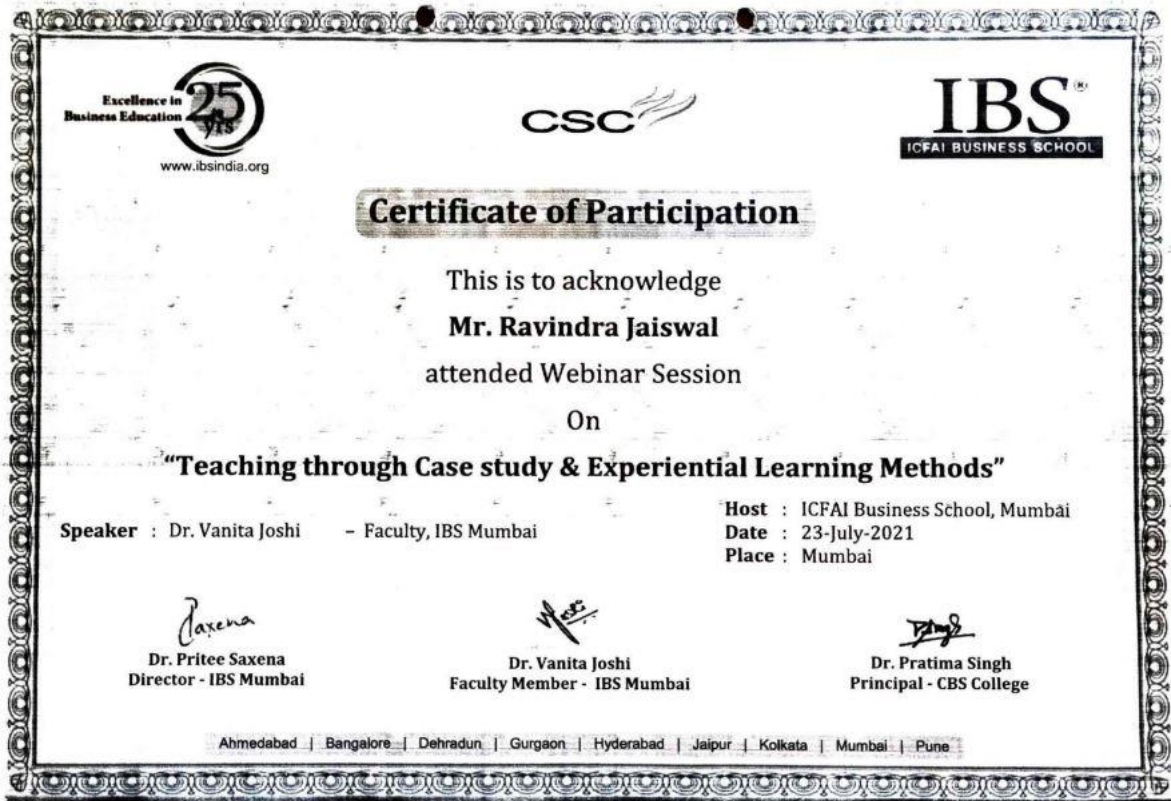 Excellence in
Business Education
25
yrs
www.ibsindia.org
CSC
IBS®
ICFAI BUSINESS SCHOOL
Certificate of Participation
This is to acknowledge
Mr. Ravindra Jaiswal
attended Webinar Session
On
“Teaching through Case study & Experiential Learning Methods”
Speaker : Dr. Vanita Joshi – Faculty, IBS Mumbai
Host : ICFAI Business School, Mumbai
Date : 23-July-2021
Place : Mumbai
Saxena
Dr. Pritee Saxena
Director - IBS Mumbai
Dr. Vanita Joshi
Faculty Member - IBS Mumbai
Dr. Pratima Singh
Principal - CBS College
Ahmedabad | Bangalore | Dehradun | Gurgaon | Hyderabad | Jaipur | Kolkata | Mumbai | Pune